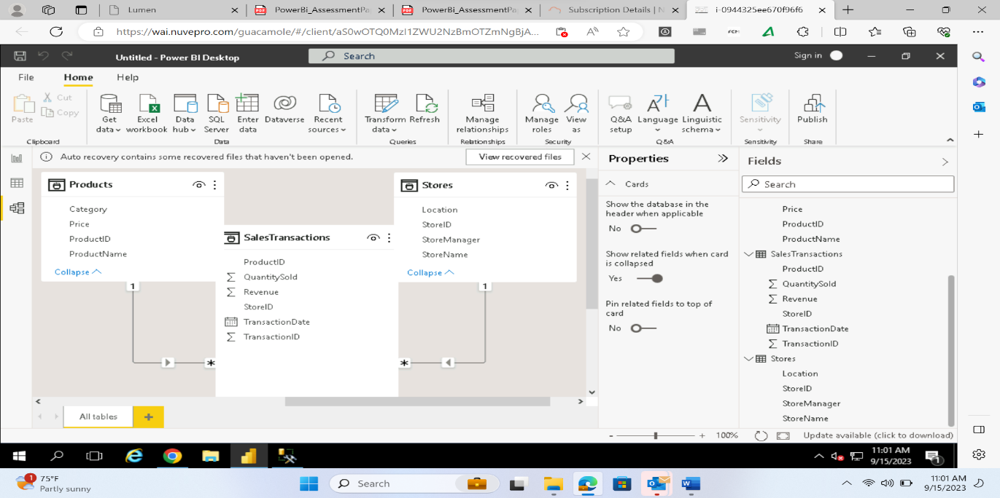 Lumen
PowerBi_AssessmentPa
PowerBi_AssessmentPa
Subscription Details | N
i-0944325ee670f96f6
https://wai.nuvepro.com/guacamole/#/client/aS0wOTQ0MzI1ZWU2NzBmOTZmNgBjA...
Untitled - Power BI Desktop
Search
Sign in
File
Home
Help
Paste
Cut
Copy
Get data
Excel workbook
Data hub
SQL Server
Enter data
Dataverse
Recent sources
Transform data
Refresh
Manage relationships
Manage roles
View as
Q&A setup
Language
Linguistic schema
Sensitivity
Publish
Clipboard
Data
Queries
Relationships
Security
Q&A
Sensitivity
Share
Auto recovery contains some recovered files that haven't been opened.
View recovered files
Products
Category
Price
ProductID
ProductName
Collapse
1
*
SalesTransactions
ProductID
QuantitySold
Revenue
StoreID
TransactionDate
TransactionID
Stores
Location
StoreID
StoreManager
StoreName
Collapse
1
*
All tables
Properties
Cards
Show the database in the
header when applicable
No
Show related fields when card
is collapsed
Yes
Pin related fields to top of
card
No
Fields
Search
Price
ProductID
ProductName
SalesTransactions
ProductID
QuantitySold
Revenue
StoreID
TransactionDate
TransactionID
Stores
Location
StoreID
StoreManager
StoreName
- + 100%
Update available (click to download)
11:01 AM
9/15/2023
1
1
75°F
Partly sunny
Search
11:01 AM
9/15/2023